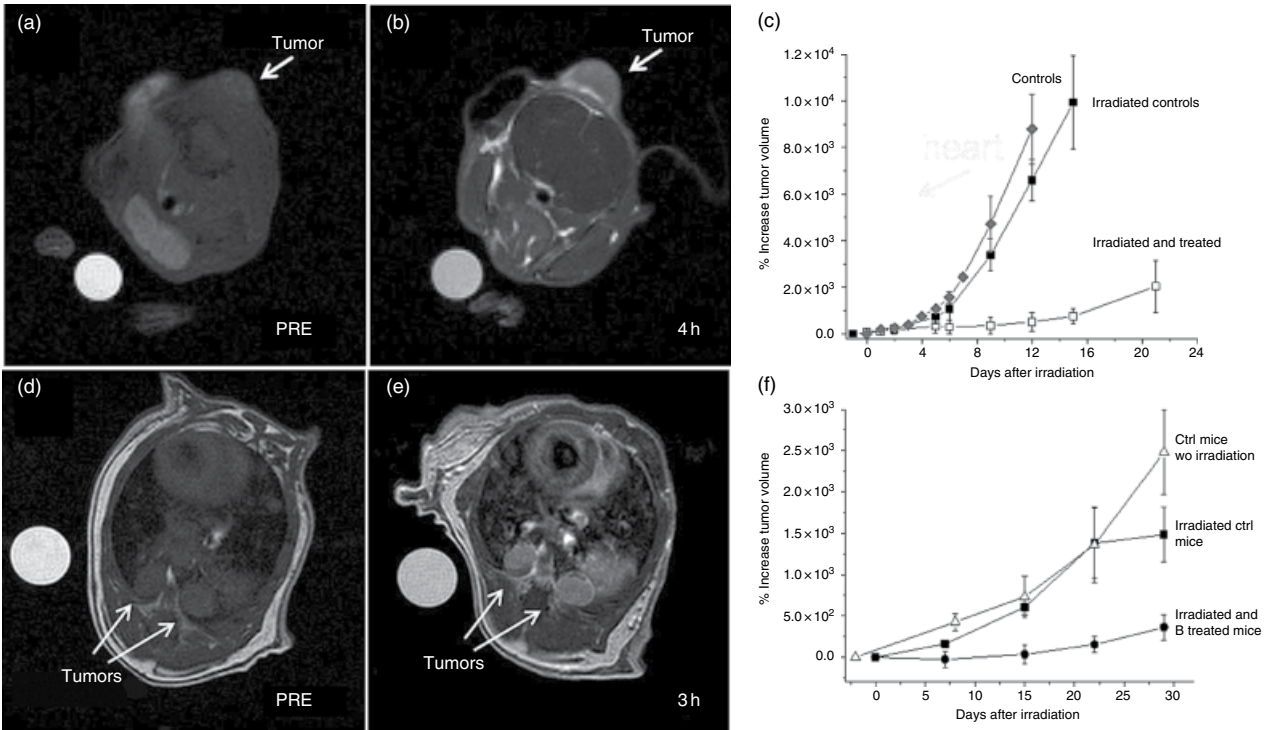 (a)
Tumor
PRE
(b)
Tumor
4 h
(c)
1.2 × 10⁴
1.0 × 10⁴
8.0 × 10³
6.0 × 10³
4.0 × 10³
2.0 × 10³
0.0
% Increase tumor volume
Controls
Irradiated controls
heart
Irradiated and treated
0 4 8 12 16 20 24
Days after irradiation
(d)
Tumors
PRE
(e)
Tumors
3 h
(f)
3.0 × 10³
2.5 × 10³
2.0 × 10³
1.5 × 10³
1.0 × 10³
5.0 × 10²
0.0
% Increase tumor volume
Ctrl mice
wo irradiation
Irradiated ctrl
mice
Irradiated and
B treated mice
0 5 10 15 20 25 30
Days after irradiation